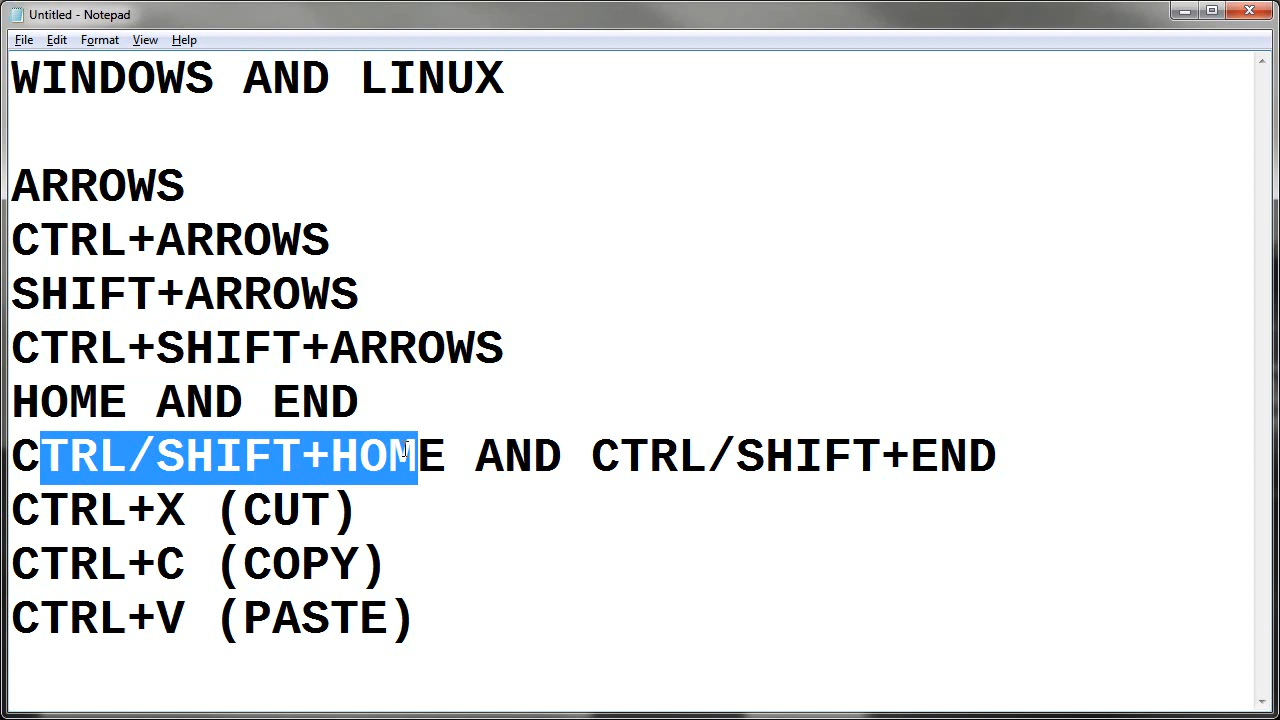 Untitled - Notepad
File Edit Format View Help
WINDOWS AND LINUX
ARROWS
CTRL+ARROWS
SHIFT+ARROWS
CTRL+SHIFT+ARROWS
HOME AND END
CTRL/SHIFT+HOME AND CTRL/SHIFT+END
CTRL+X (CUT)
CTRL+C (COPY)
CTRL+V (PASTE)